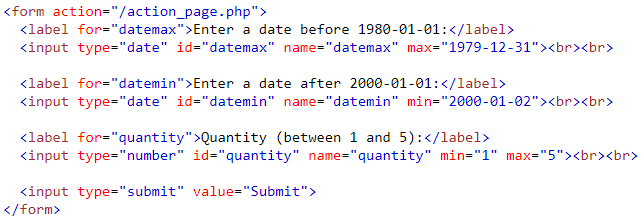 <form action="/action_page.php">
<label for="datemax">Enter a date before 1980-01-01:</label>
<input type="date" id="datemax" name="datemax" max="1979-12-31"><br><br>
<label for="datemin">Enter a date after 2000-01-01:</label>
<input type="date" id="datemin" name="datemin" min="2000-01-02"><br><br>
<label for="quantity">Quantity (between 1 and 5):</label>
<input type="number" id="quantity" name="quantity" min="1" max="5"><br><br>
<input type="submit" value="Submit">
</form>